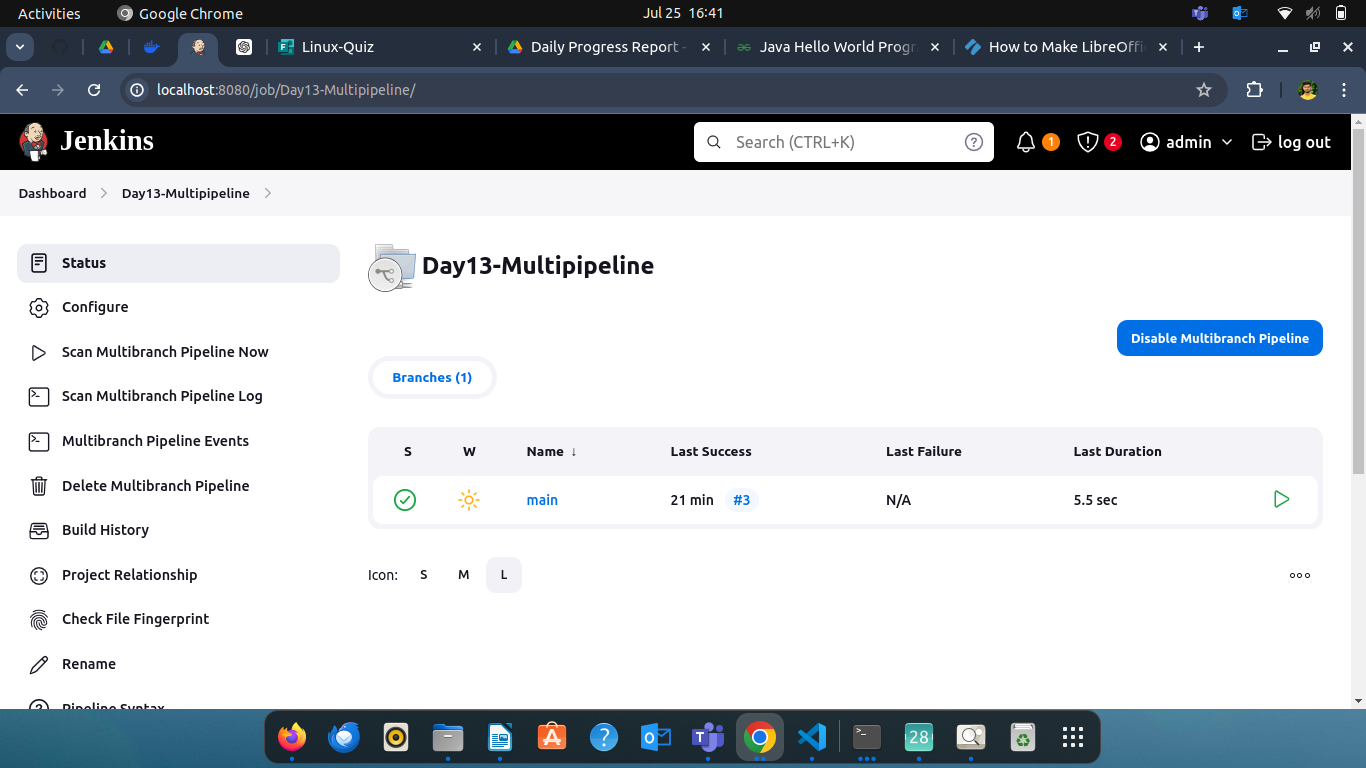 Activities Google Chrome Jul 25 16:41
Linux-Quiz Daily Progress Report - Java Hello World Progr How to Make LibreOffi
localhost:8080/job/Day13-Multipipeline/
Jenkins Search (CTRL+K) ? 1 2 admin log out
Dashboard Day13-Multipipeline
Status
Day13-Multipipeline
Configure
Disable Multibranch Pipeline
Scan Multibranch Pipeline Now
Branches (1)
Scan Multibranch Pipeline Log
Multibranch Pipeline Events
S W Name ↓ Last Success Last Failure Last Duration
Delete Multibranch Pipeline
main 21 min #3 N/A 5.5 sec
Build History
Project Relationship
Icon: S M L
Check File Fingerprint
Rename
Pipeline Syntax
28